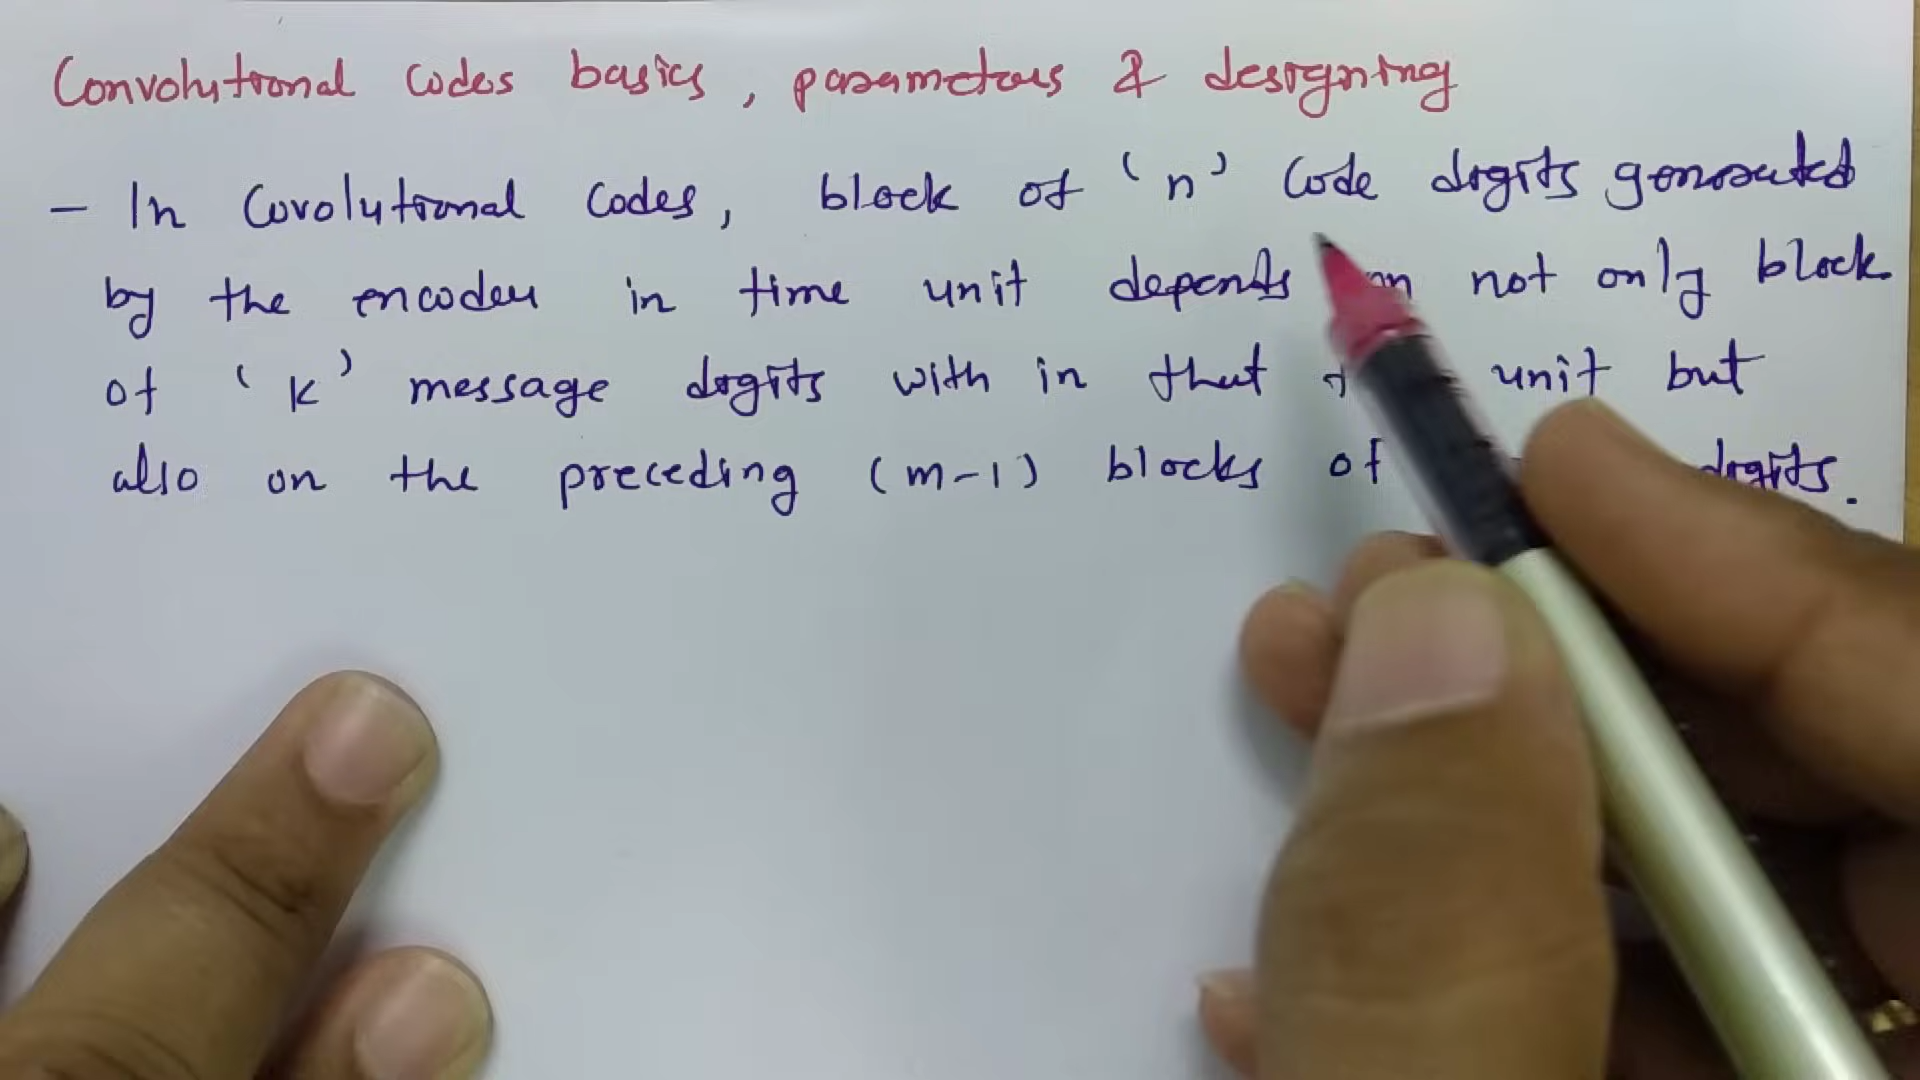 Convolutional codes basics, parameters & designing
- In Covolutional Codes, block of 'n' Code digits generated
by the encoder in time unit depends on not only block
of 'k' message digits with in that unit but
also on the preceding (m-1) blocks of digits.